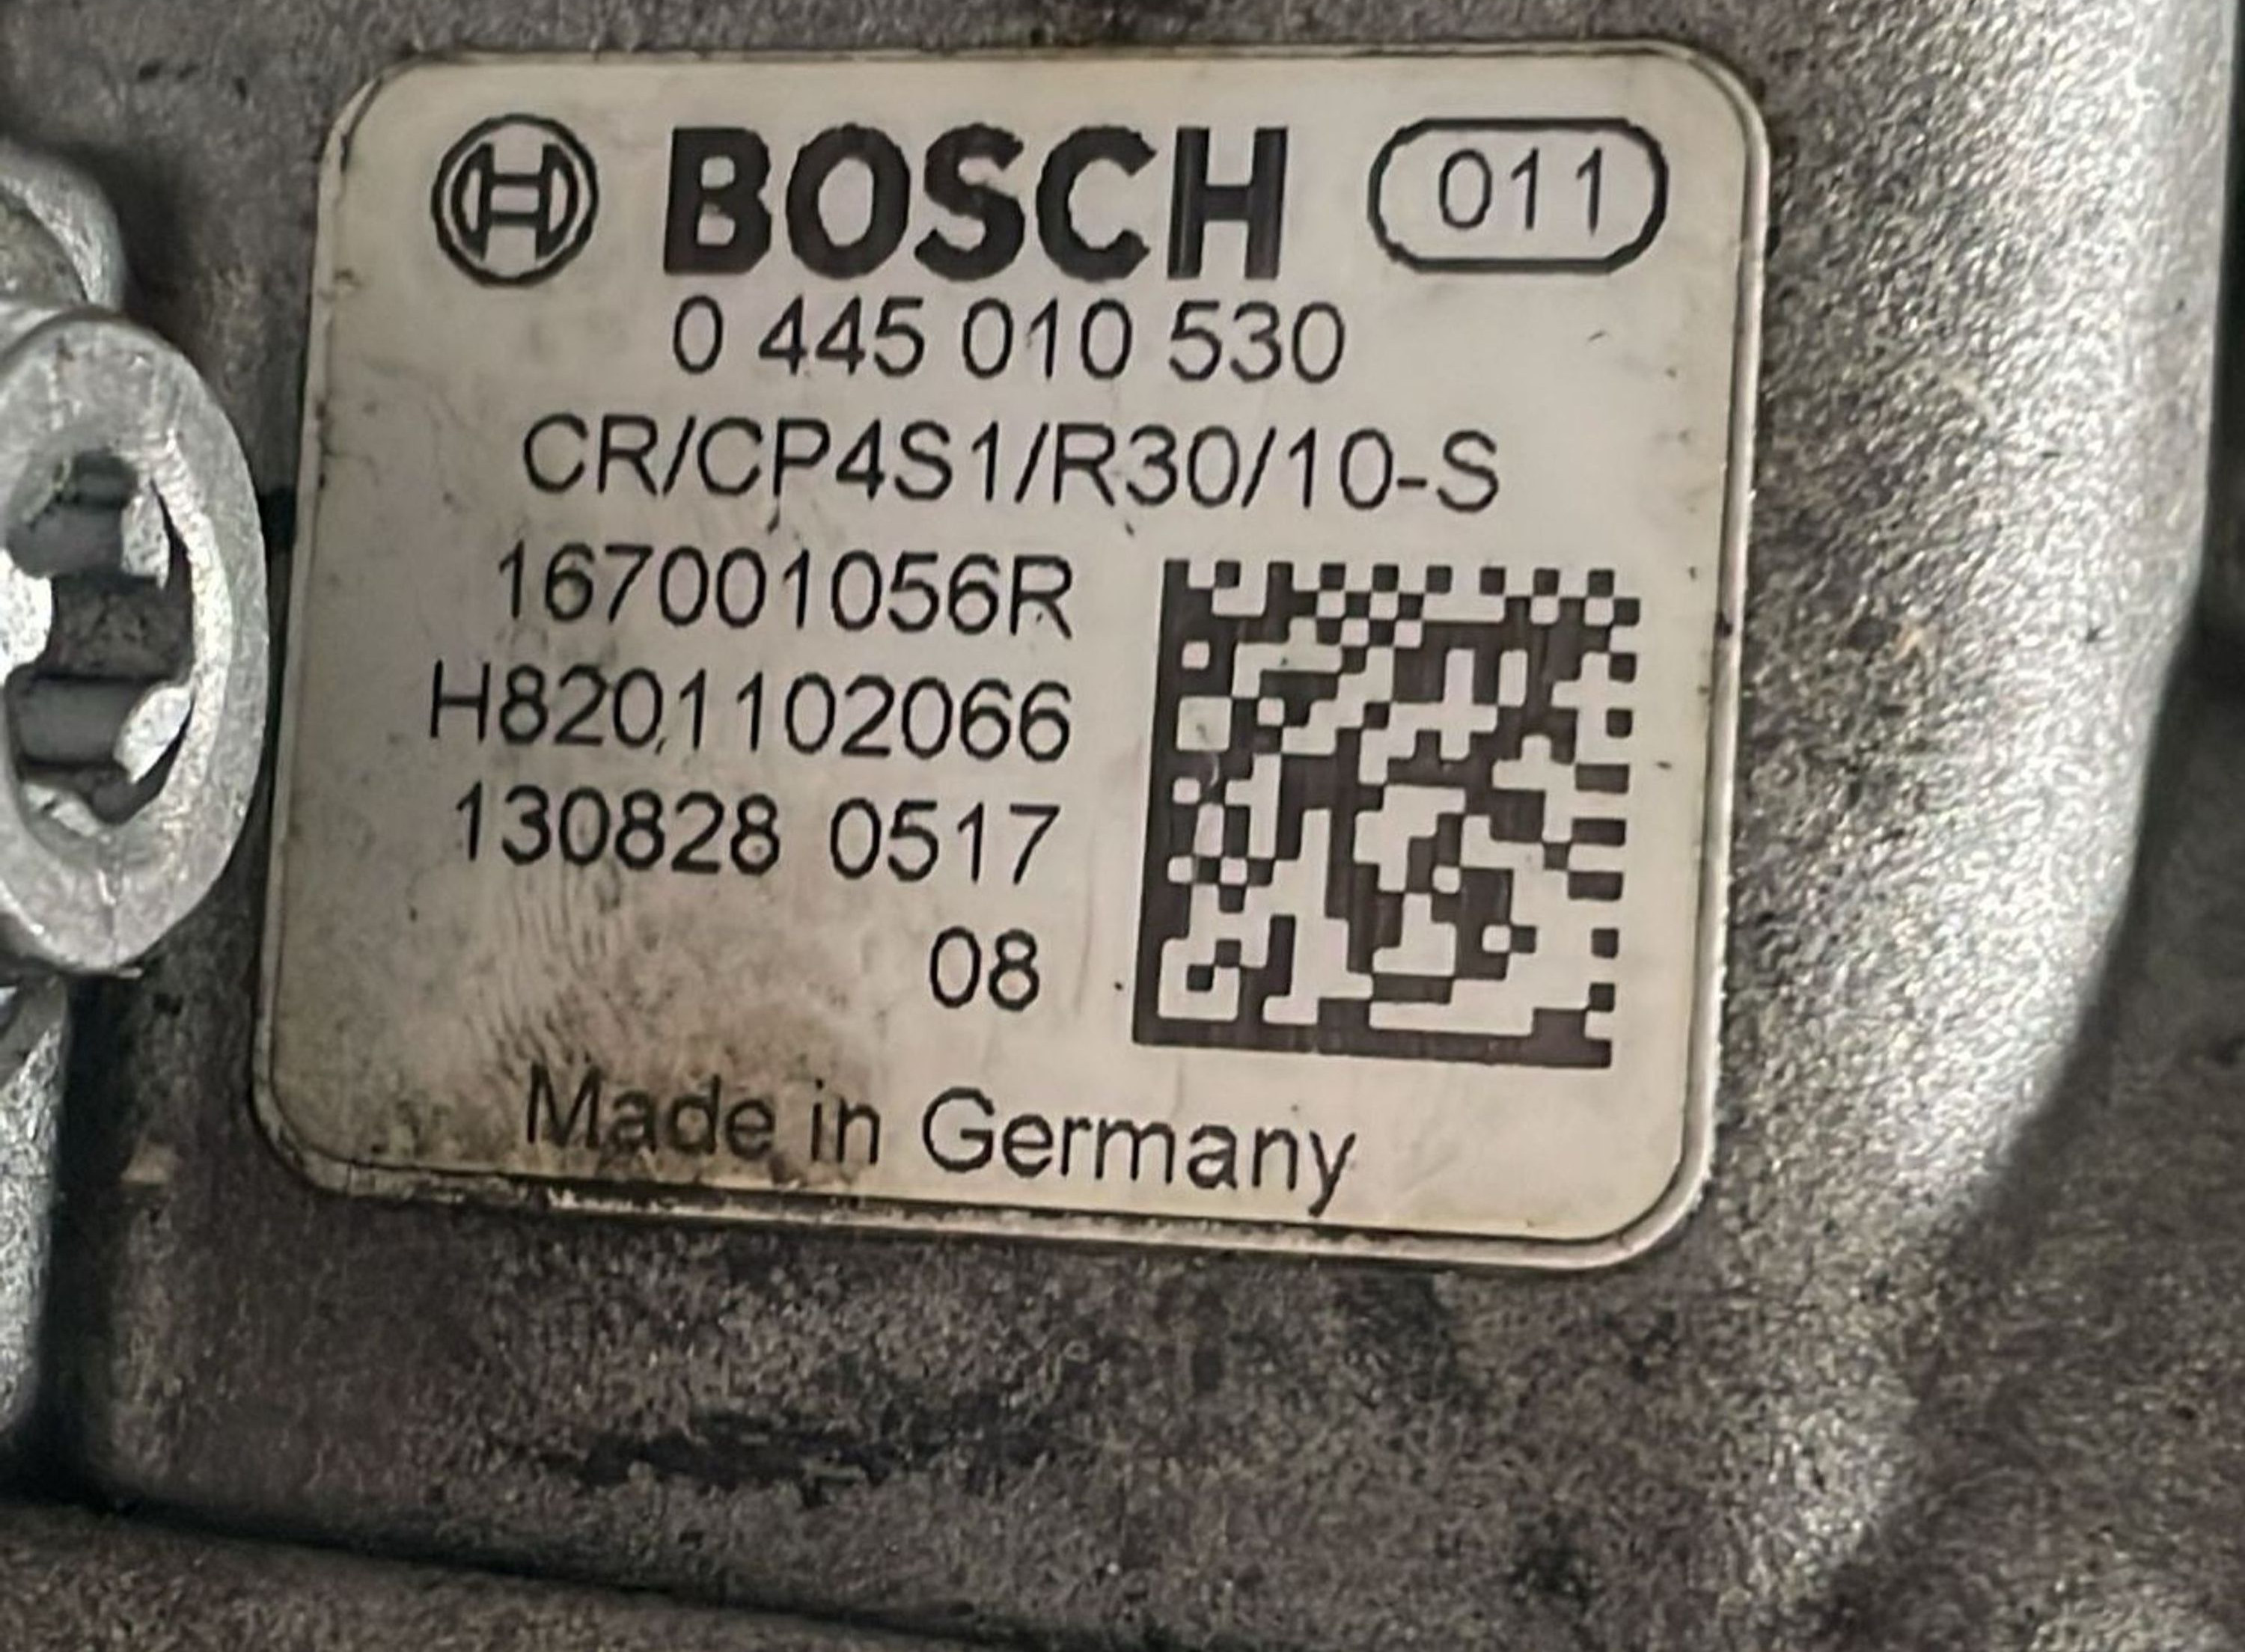 BOSCH 011
0 445 010 530
CR/CP4S1/R30/10-S
167001056R
H8201102066
130828 0517
08
Made in Germany